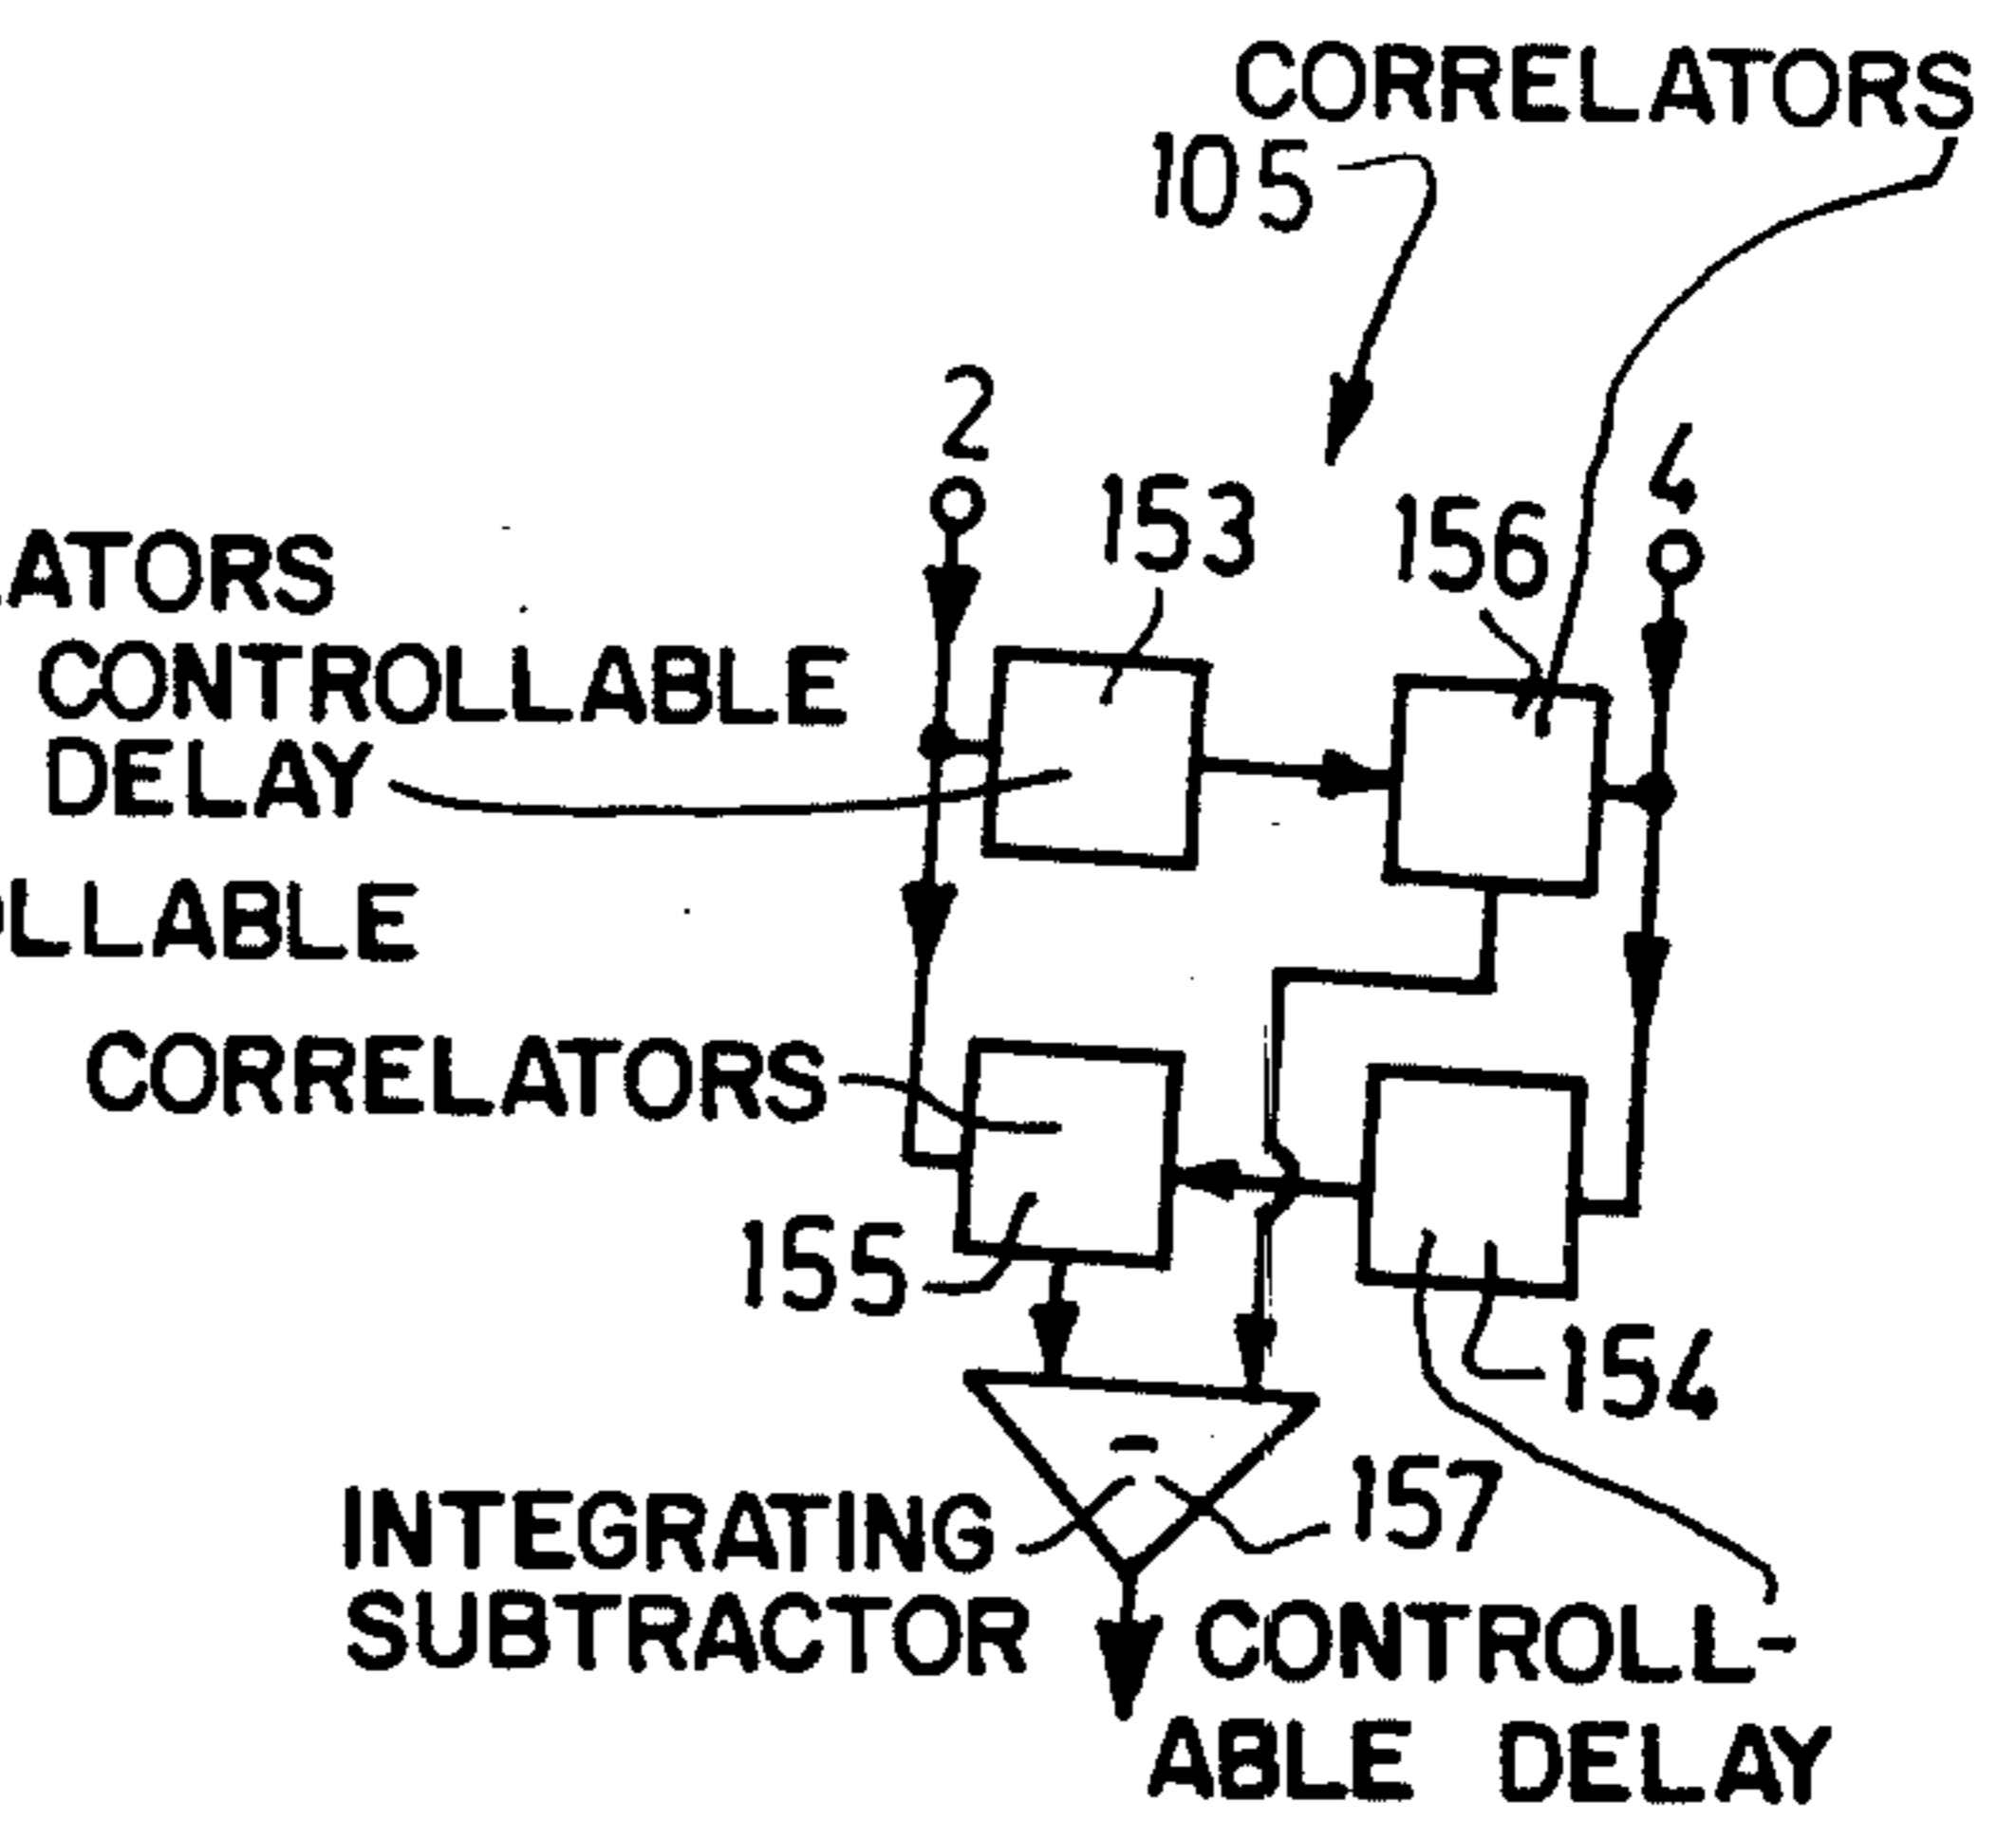 CORRELATORS
105
2
4
153
156
ATORS
CONTROLLABLE
DELAY
LLABLE
CORRELATORS
155
154
-
157
INTEGRATING
SUBTRACTOR
CONTROLL-
ABLE DELAY